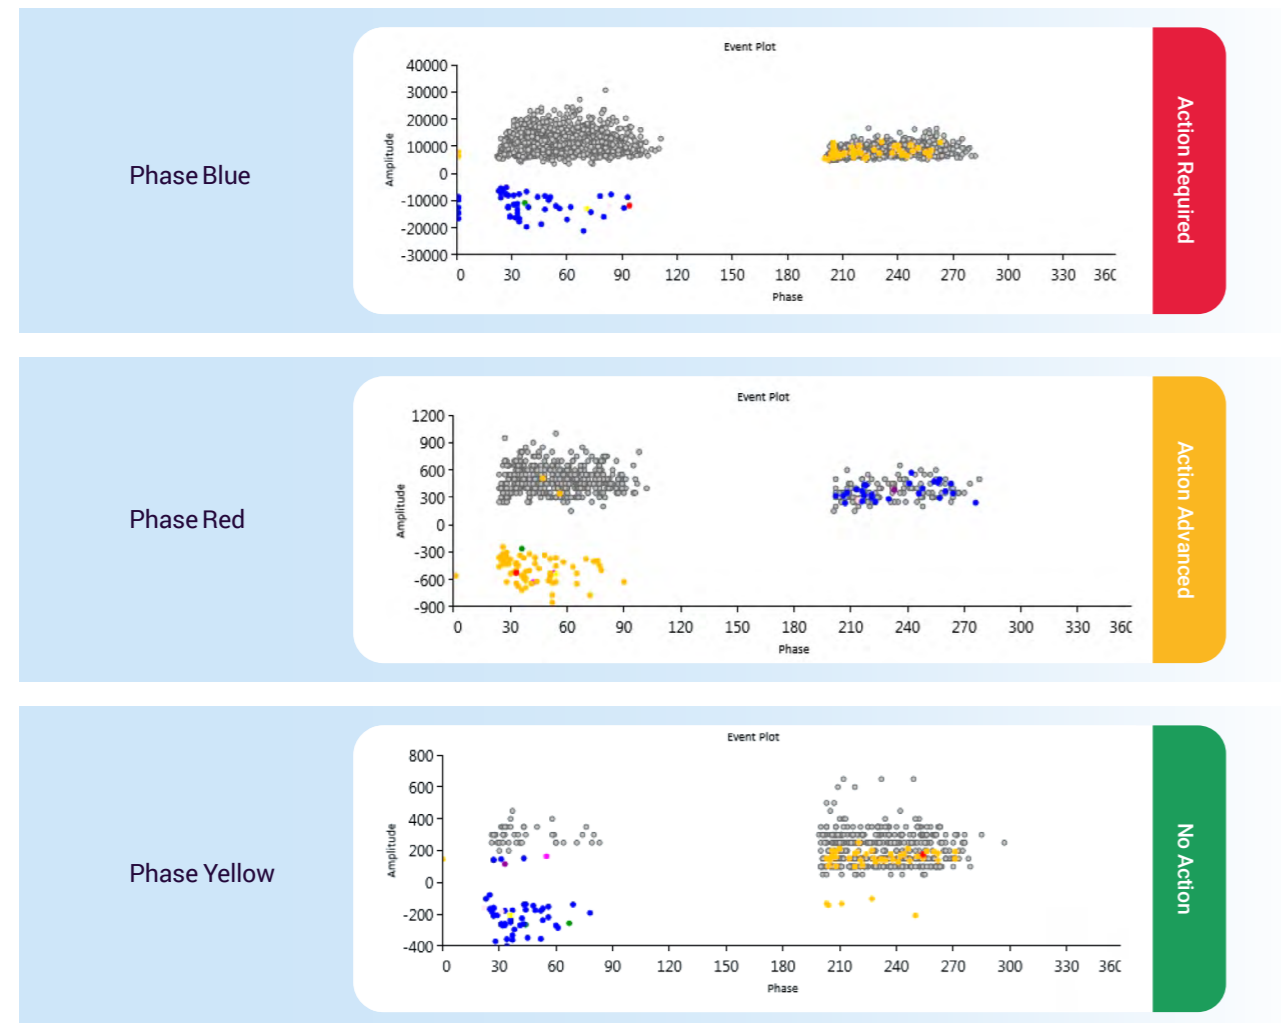 Phase Blue
Event Plot
40000
30000
20000
10000
0
-10000
-20000
-30000
Amplitude
0 30 60 90 120 150 180 210 240 270 300 330 360
Phase
Action Required
Phase Red
Event Plot
1200
900
600
300
0
-300
-600
-900
Amplitude
0 30 60 90 120 150 180 210 240 270 300 330 360
Phase
Action Advanced
Phase Yellow
Event Plot
800
600
400
200
0
-200
-400
Amplitude
0 30 60 90 120 150 180 210 240 270 300 330 360
Phase
No Action